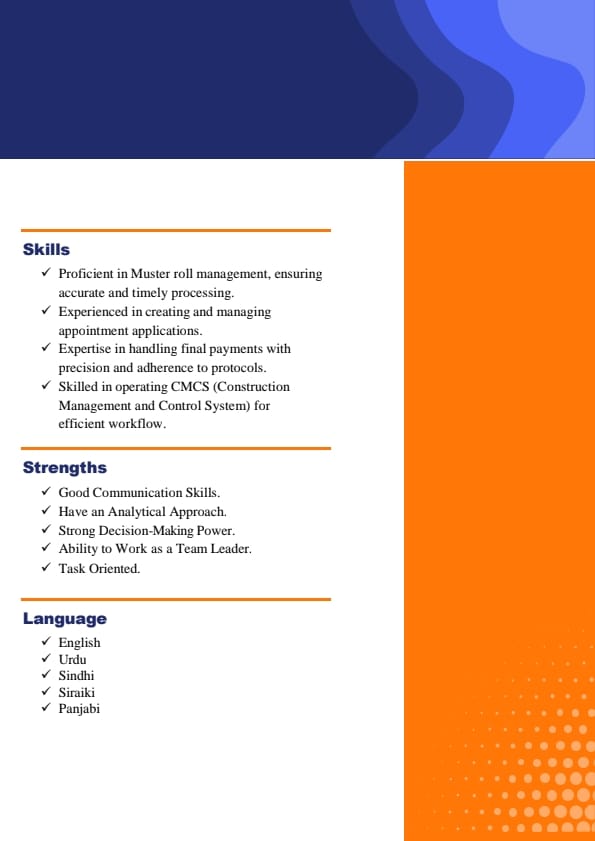 Skills
✓ Proficient in Muster roll management, ensuring
accurate and timely processing.
✓ Experienced in creating and managing
appointment applications.
✓ Expertise in handling final payments with
precision and adherence to protocols.
✓ Skilled in operating CMCS (Construction
Management and Control System) for
efficient workflow.
Strengths
✓ Good Communication Skills.
✓ Have an Analytical Approach.
✓ Strong Decision-Making Power.
✓ Ability to Work as a Team Leader.
✓ Task Oriented.
Language
✓ English
✓ Urdu
✓ Sindhi
✓ Siraiki
✓ Panjabi